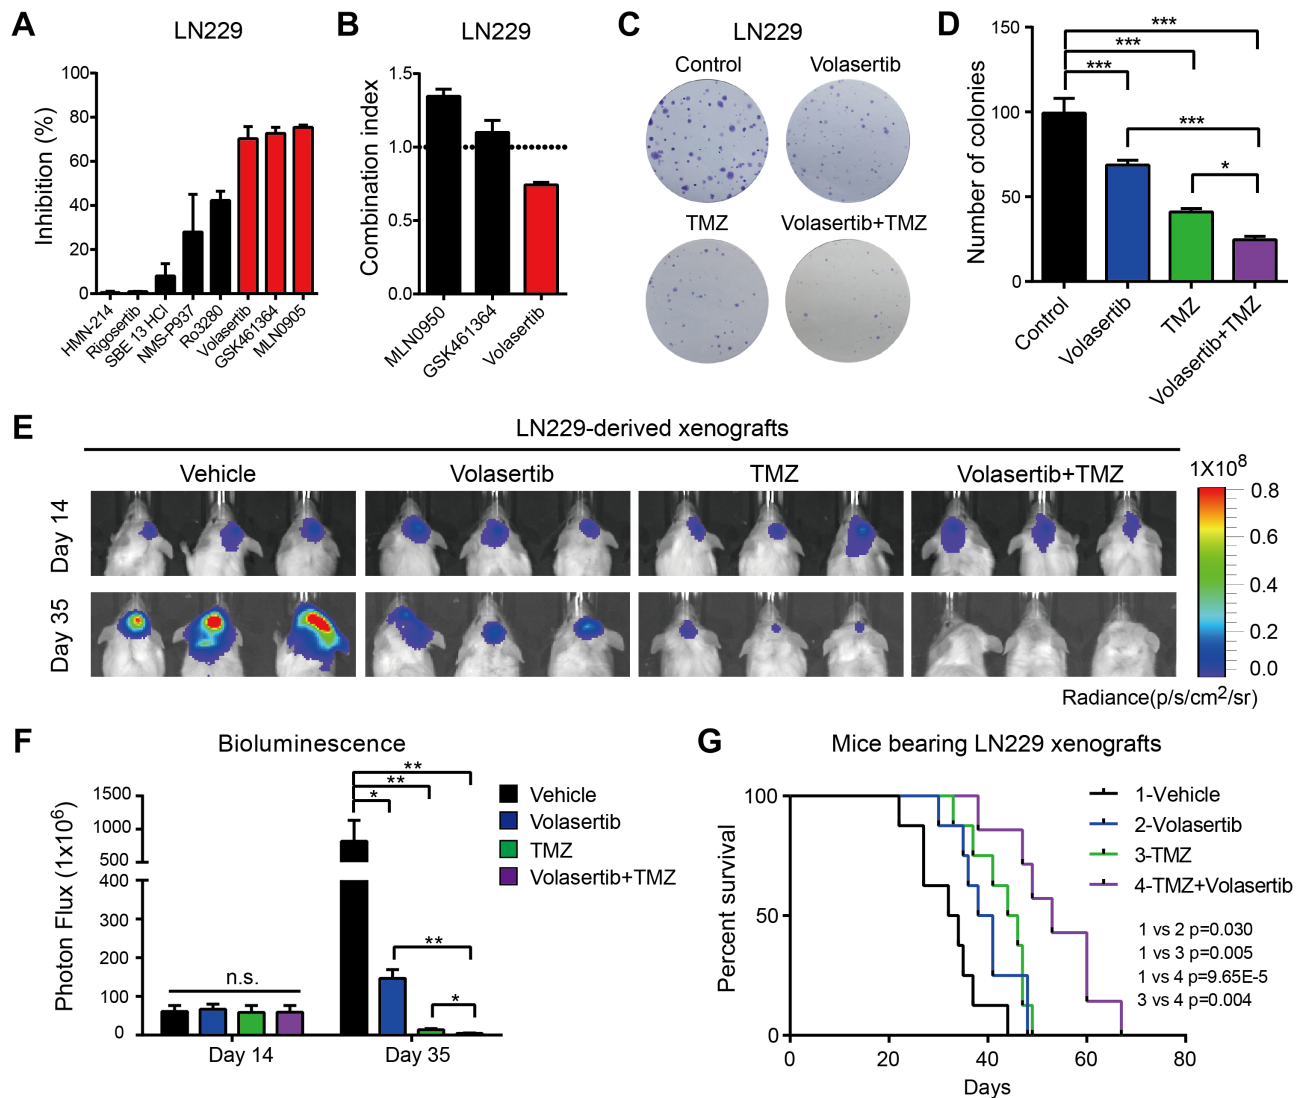 A
LN229
Inhibition (%)
100
80
60
40
20
0
HMN-214
Rigosertib
SBE 13 HCl
NMS-P937
Ro3280
Volasertib
GSK461364
MLN0905
B
LN229
Combination index
1.5
1.0
0.5
0.0
MLN0950
GSK461364
Volasertib
C
LN229
Control
Volasertib
TMZ
Volasertib+TMZ
D
Number of colonies
150
100
50
0
***
***
***
***
*
Control
Volasertib
TMZ
Volasertib+TMZ
E
LN229-derived xenografts
Vehicle
Volasertib
TMZ
Volasertib+TMZ
Day 14
Day 35
1X10⁸
0.8
0.6
0.4
0.2
0.0
Radiance(p/s/cm²/sr)
F
Bioluminescence
Photon Flux (1x10⁶)
1500
1000
500
400
300
200
100
0
n.s.
**
**
*
**
*
Day 14
Day 35
Vehicle
Volasertib
TMZ
Volasertib+TMZ
G
Mice bearing LN229 xenografts
Percent survival
100
50
0
0
20
40
60
80
Days
1-Vehicle
2-Volasertib
3-TMZ
4-TMZ+Volasertib
1 vs 2 p=0.030
1 vs 3 p=0.005
1 vs 4 p=9.65E-5
3 vs 4 p=0.004